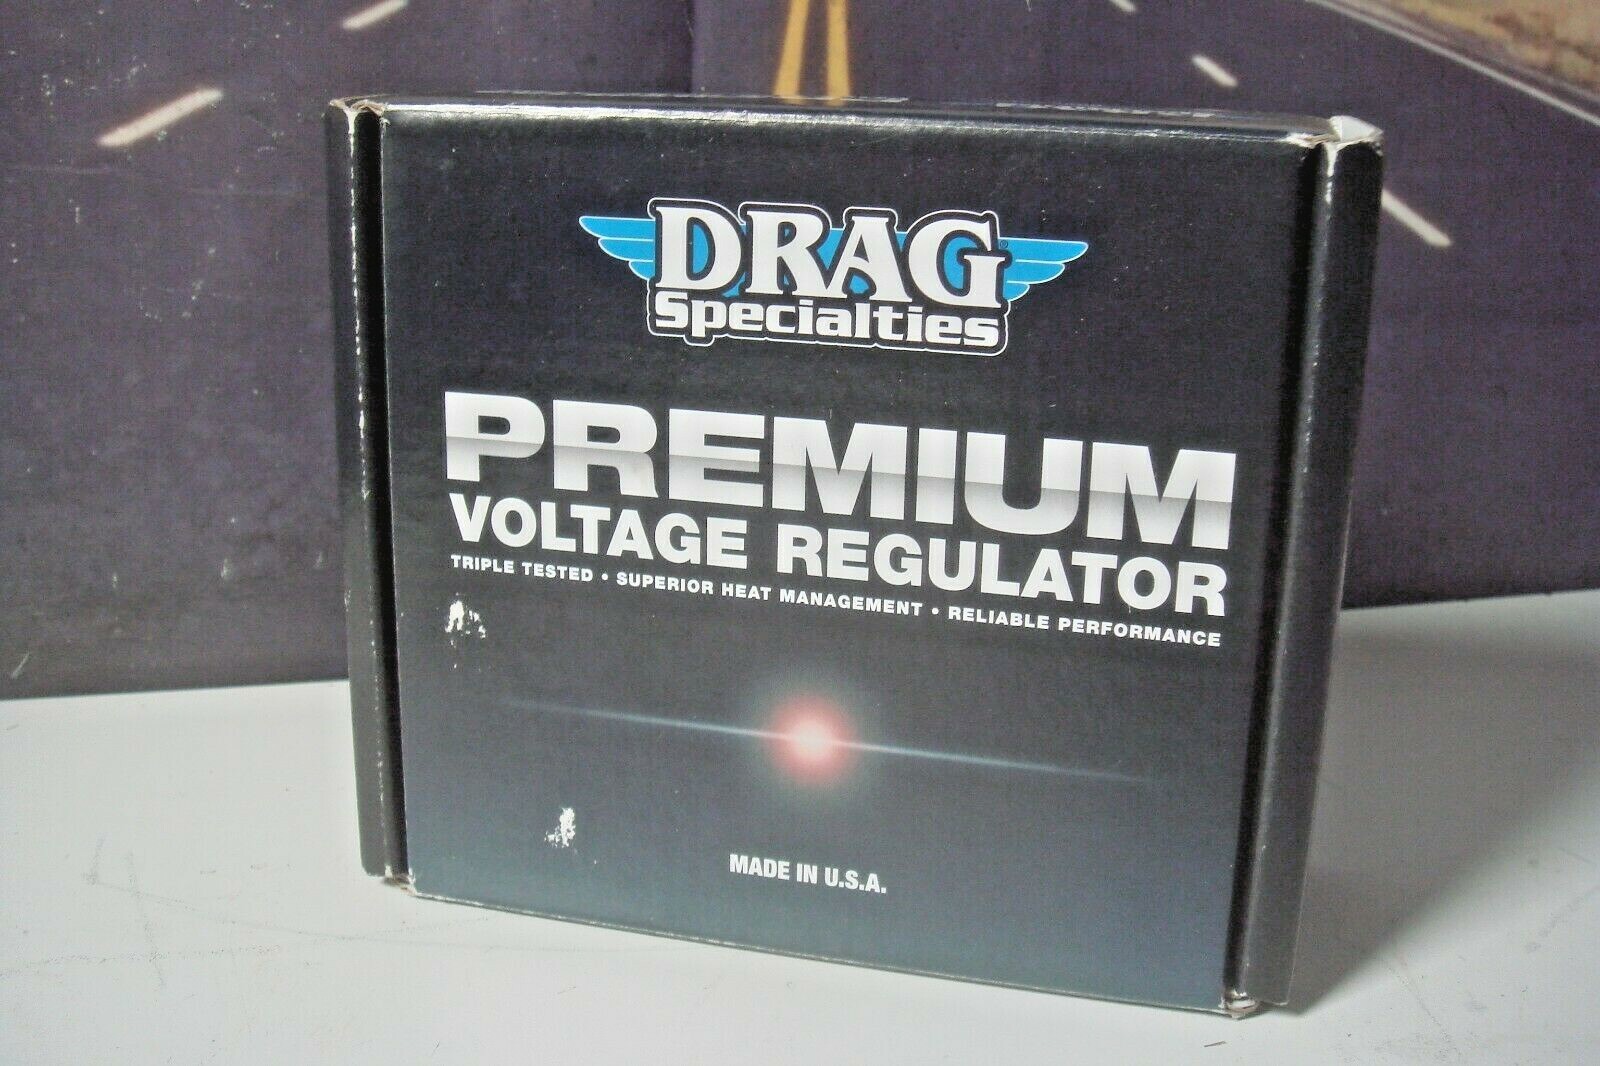 DRAG
Specialties
PREMIUM
VOLTAGE REGULATOR
TRIPLE TESTED • SUPERIOR HEAT MANAGEMENT • RELIABLE PERFORMANCE
MADE IN U.S.A.